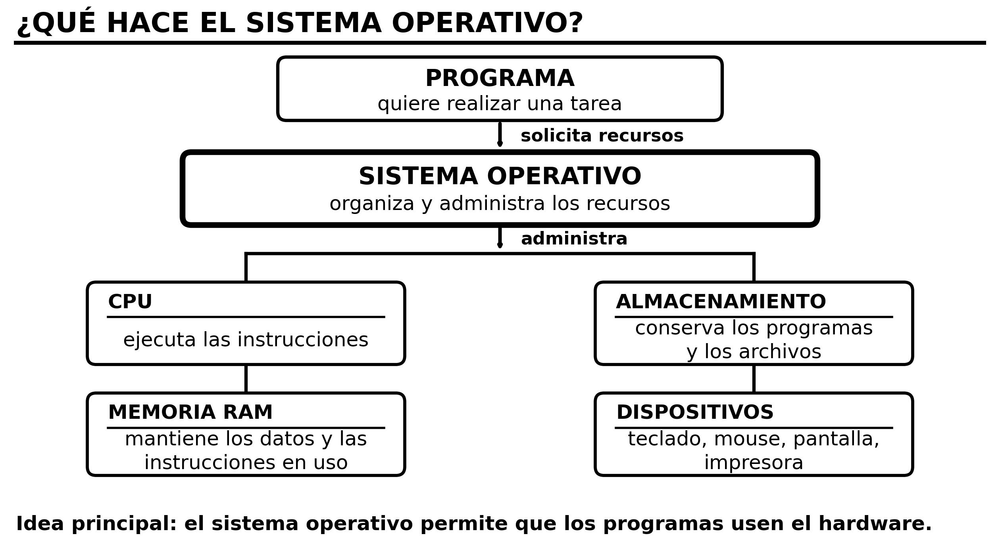 ¿QUÉ HACE EL SISTEMA OPERATIVO?
PROGRAMA
quiere realizar una tarea
solicita recursos
SISTEMA OPERATIVO
organiza y administra los recursos
administra
CPU
ejecuta las instrucciones
ALMACENAMIENTO
conserva los programas
y los archivos
MEMORIA RAM
mantiene los datos y las
instrucciones en uso
DISPOSITIVOS
teclado, mouse, pantalla,
impresora
Idea principal: el sistema operativo permite que los programas usen el hardware.